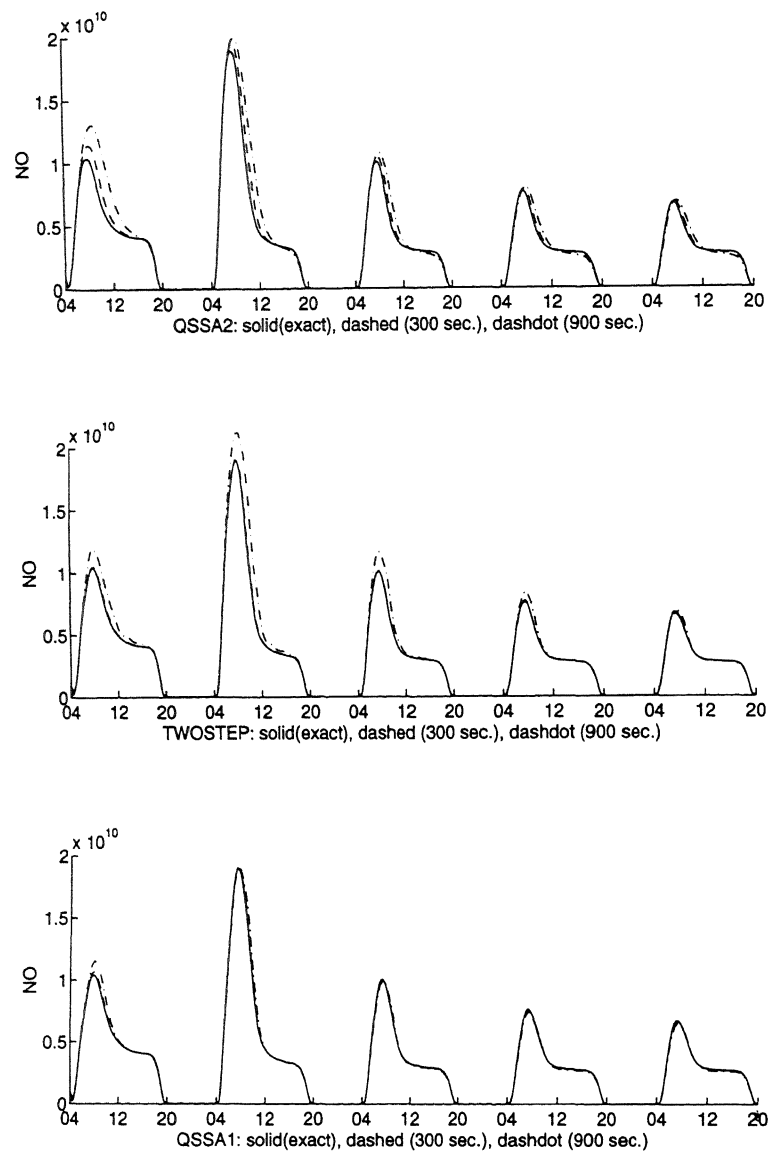 x 10^10
2
1.5
1
0.5
0
NO
04 12 20 04 12 20 04 12 20 04 12 20 04 12 20
QSSA2: solid(exact), dashed (300 sec.), dashdot (900 sec.)
x 10^10
2
1.5
1
0.5
0
NO
04 12 20 04 12 20 04 12 20 04 12 20 04 12 20
TWOSTEP: solid(exact), dashed (300 sec.), dashdot (900 sec.)
x 10^10
2
1.5
1
0.5
0
NO
04 12 20 04 12 20 04 12 20 04 12 20 04 12 20
QSSA1: solid(exact), dashed (300 sec.), dashdot (900 sec.)